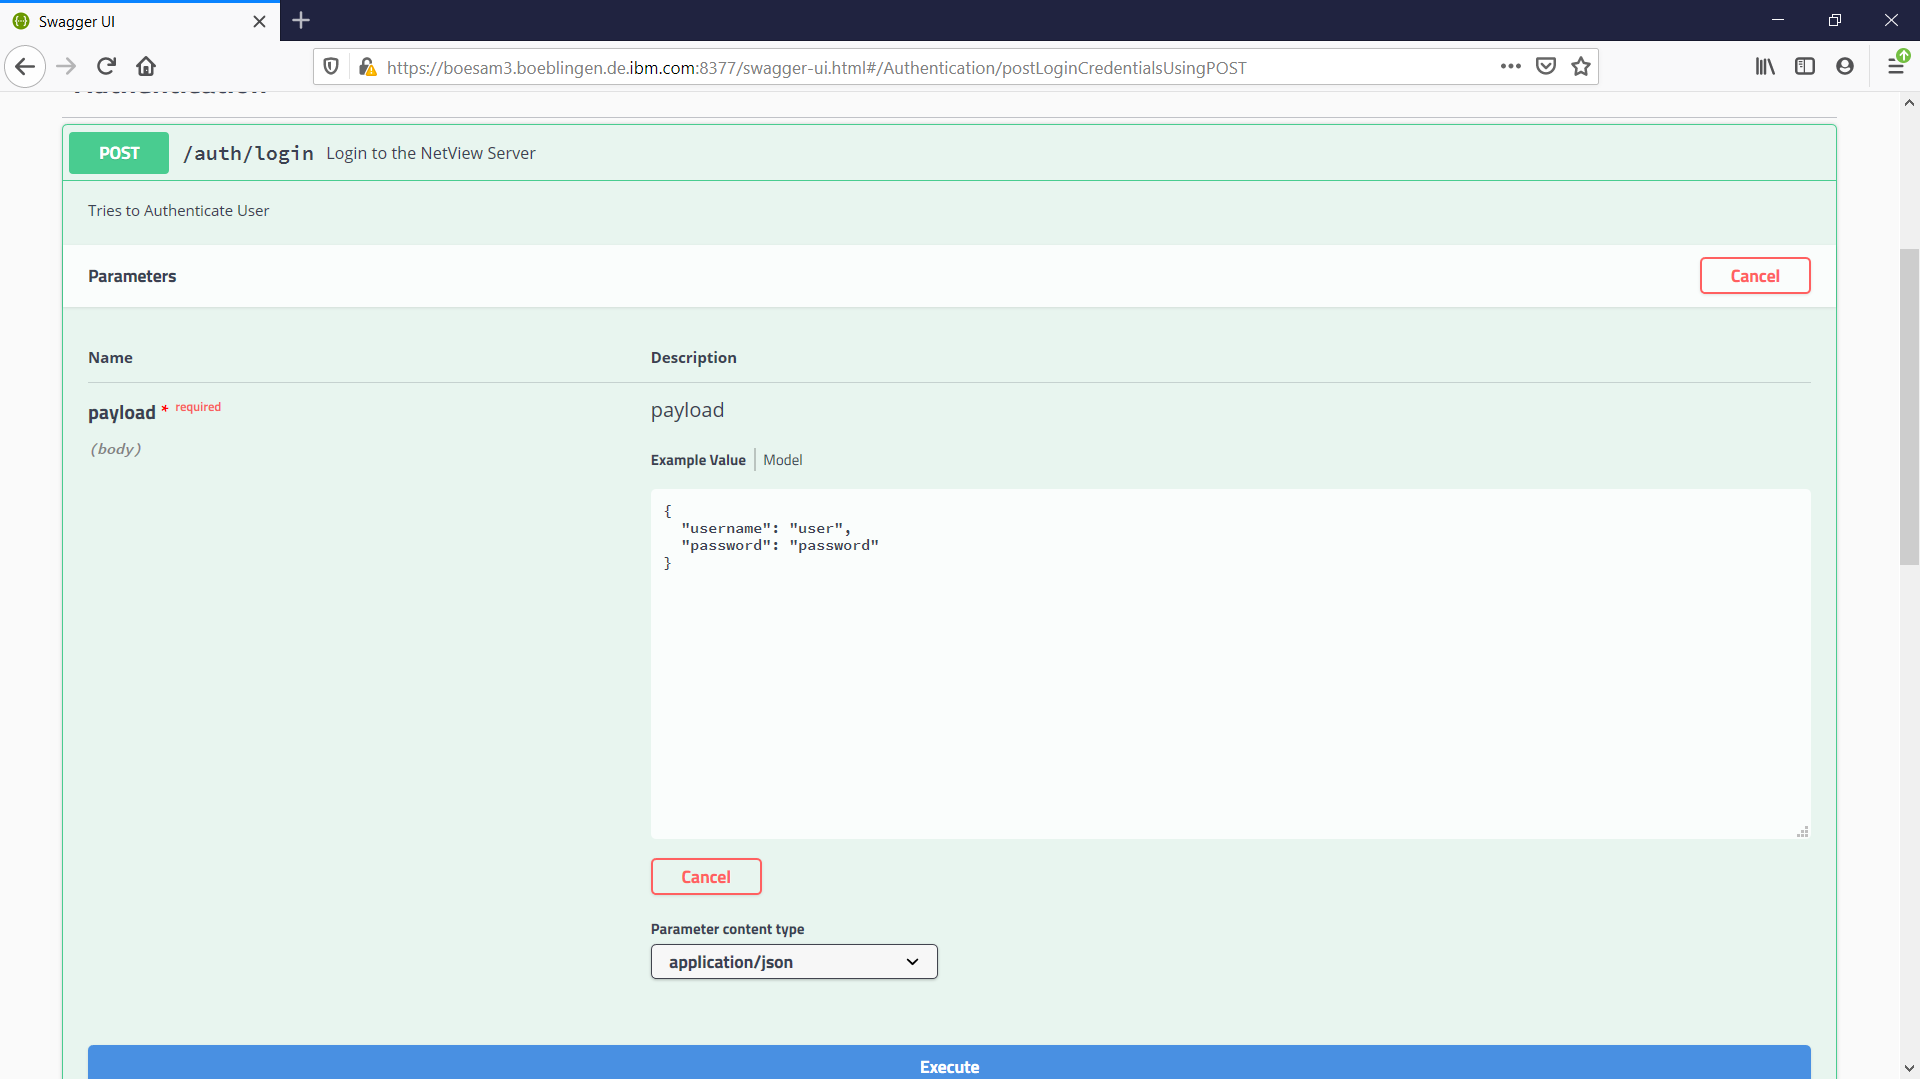 Swagger UI
https://boesam3.boeblingen.de.ibm.com:8377/swagger-ui.html#/Authentication/postLoginCredentialsUsingPOST
Authentication
POST /auth/login Login to the NetView Server
Tries to Authenticate User
Parameters Cancel
Name Description
payload * required payload
(body)
Example Value Model
{
"username": "user",
"password": "password"
}
Cancel
Parameter content type
application/json
Execute